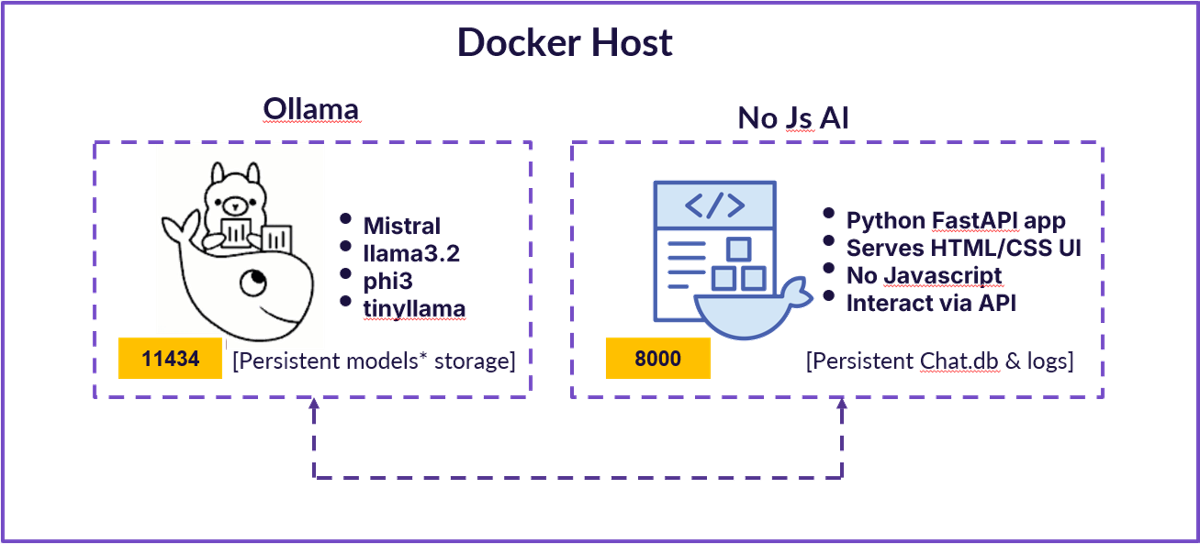 Docker Host
Ollama
Mistral
llama3.2
phi3
tinyllama
11434
[Persistent models* storage]
No Js AI
Python FastAPI app
Serves HTML/CSS UI
No Javascript
Interact via API
8000
[Persistent Chat.db & logs]